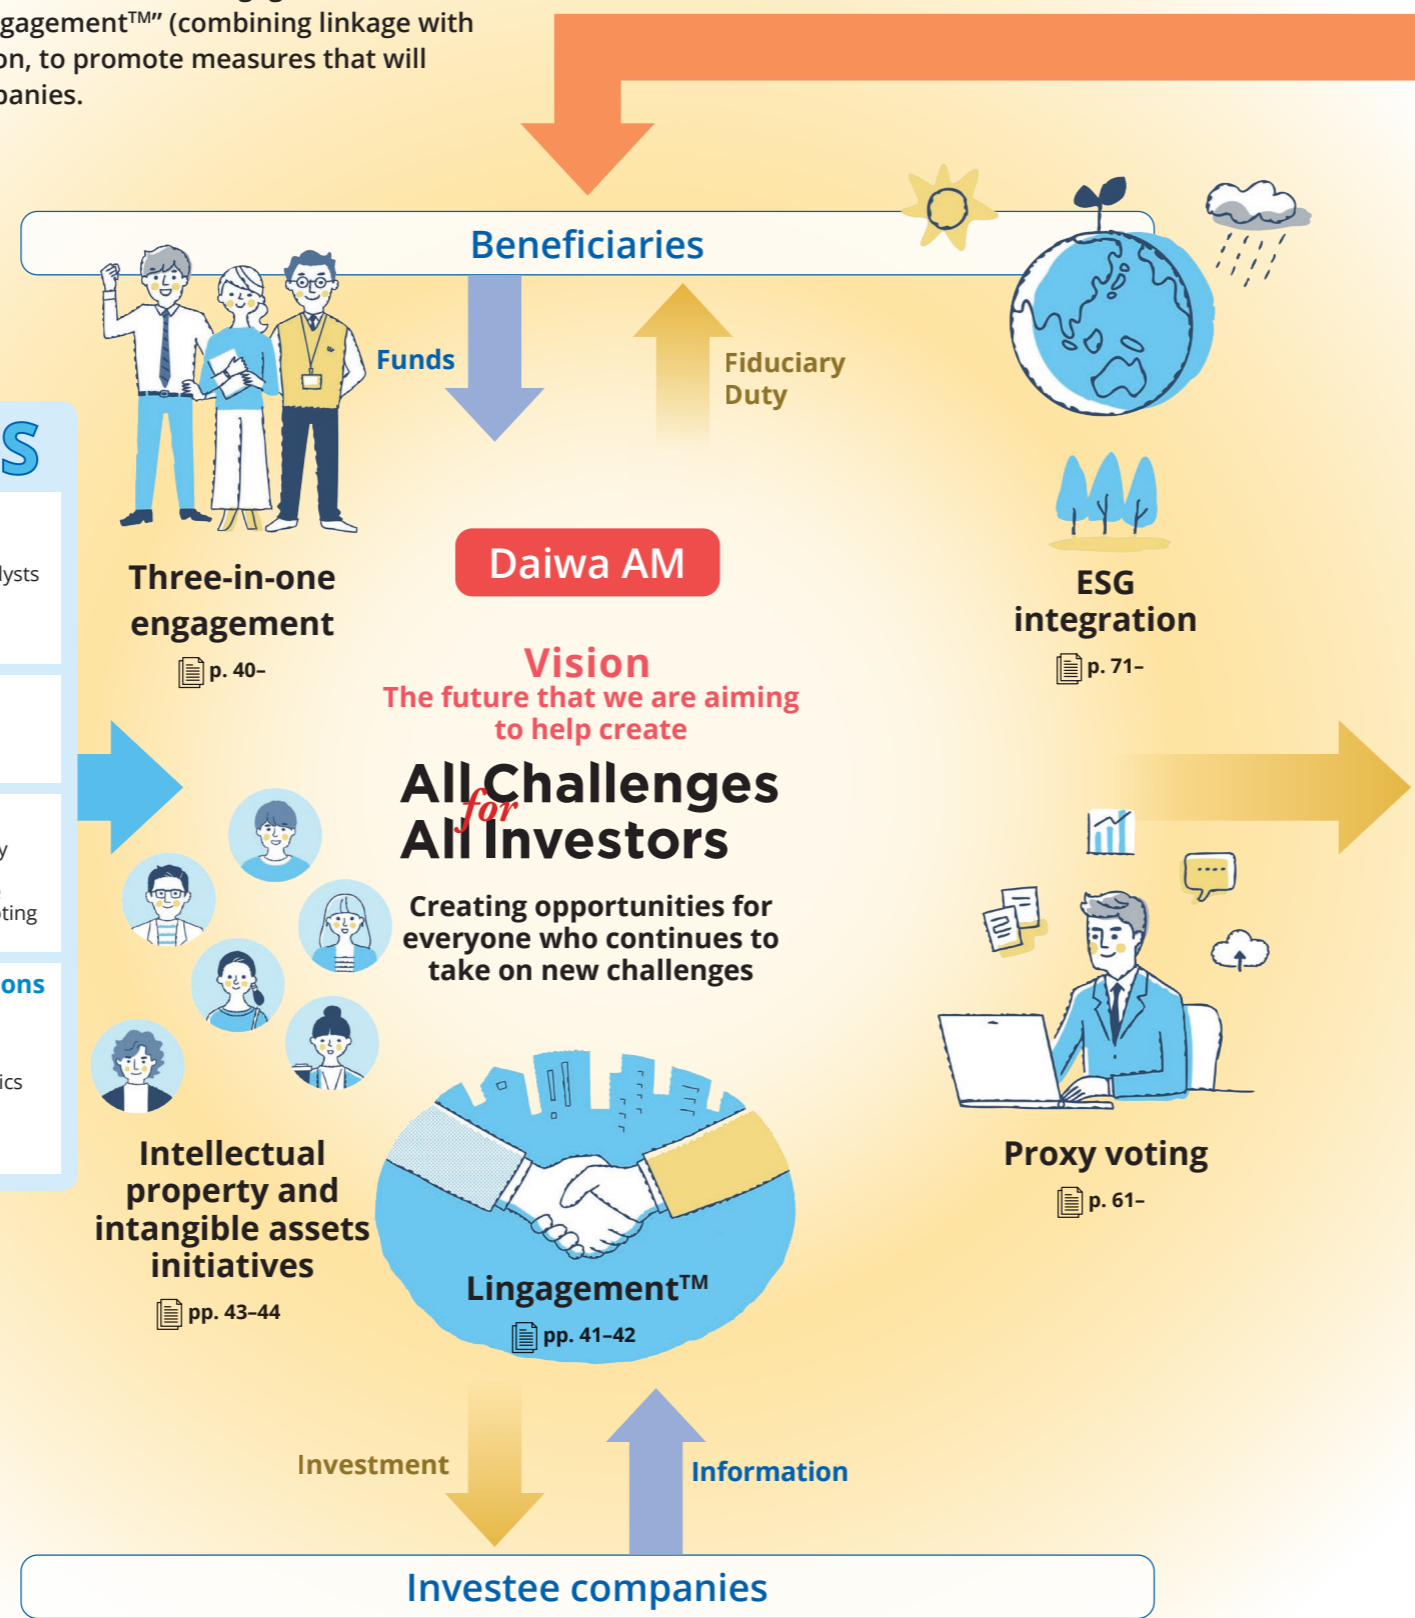 gagement™" (combining linkage with
on, to promote measures that will
panies.
Beneficiaries
Funds
Fiduciary
Duty
S
lysts
y
ting
ons
ics
Three-in-one
engagement
p. 40–
Daiwa AM
Vision
The future that we are aiming
to help create
All Challenges
for
All Investors
Creating opportunities for
everyone who continues to
take on new challenges
ESG
integration
p. 71–
Intellectual
property and
intangible assets
initiatives
pp. 43–44
Lingagement™
pp. 41–42
Proxy voting
p. 61–
Investment
Information
Investee companies